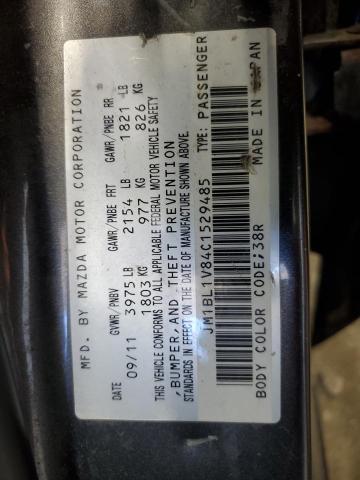 MFD. BY MAZDA MOTOR CORPORATION
DATE GVWR/PNBV GAWR/PNBE FRT GAWR/PNBE RR
09/11 3975 LB 2154 LB 1821 LB
1803 KG 977 KG 826 KG
THIS VEHICLE CONFORMS TO ALL APPLICABLE FEDERAL MOTOR VEHICLE SAFETY
,BUMPER,AND THEFT PREVENTION
STANDARDS IN EFFECT ON THE DATE OF MANUFACTURE SHOWN ABOVE.
JM1BL1V84C1529485 TYPE: PASSENGER
BODY COLOR CODE;38R MADE IN JAPAN